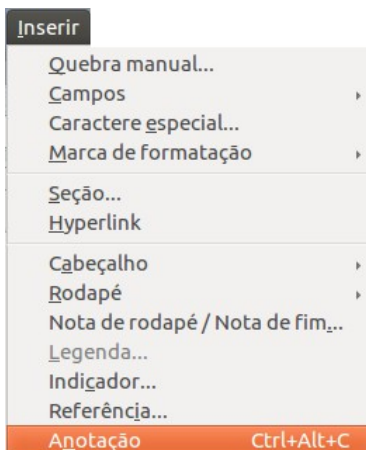 Inserir
Quebra manual...
Campos
Caractere especial...
Marca de formatação
Seção...
Hyperlink
Cabeçalho
Rodapé
Nota de rodapé / Nota de fim...
Legenda...
Indicador...
Referência...
Anotação Ctrl+Alt+C